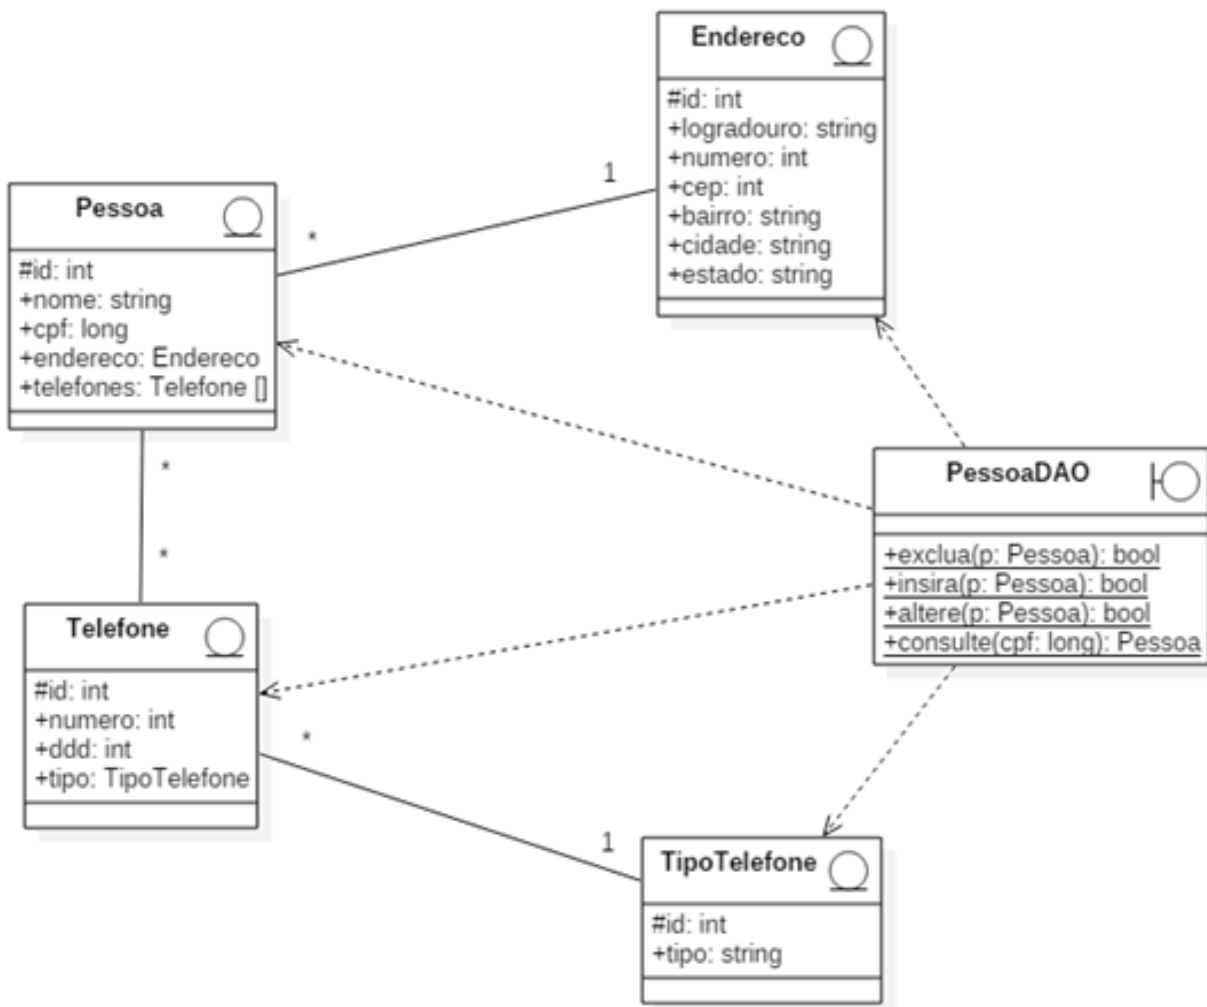 Endereco
#id: int
+logradouro: string
+numero: int
+cep: int
+bairro: string
+cidade: string
+estado: string
1
*
Pessoa
#id: int
+nome: string
+cpf: long
+endereco: Endereco
+telefones: Telefone []
*
*
PessoaDAO
+exclua(p: Pessoa): bool
+insira(p: Pessoa): bool
+altere(p: Pessoa): bool
+consulte(cpf: long): Pessoa
Telefone
#id: int
+numero: int
+ddd: int
+tipo: TipoTelefone
*
1
TipoTelefone
#id: int
+tipo: string